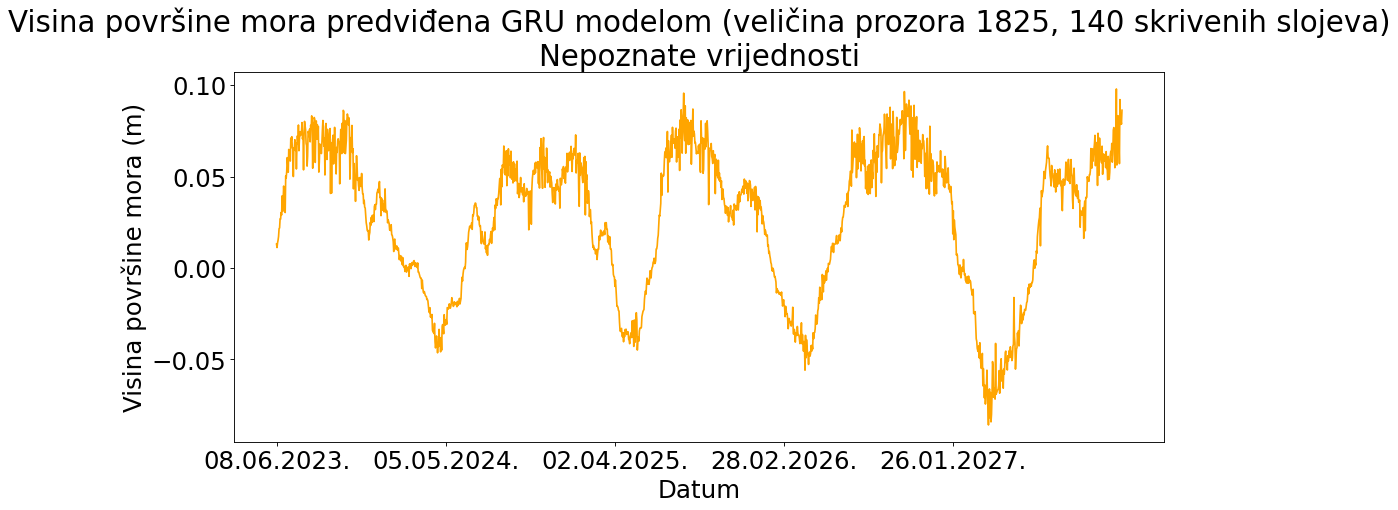 Visina površine mora predviđena GRU modelom (veličina prozora 1825, 140 skrivenih slojeva)
Nepoznate vrijednosti
Visina površine mora (m)
0.10
0.05
0.00
−0.05
08.06.2023. 05.05.2024. 02.04.2025. 28.02.2026. 26.01.2027.
Datum